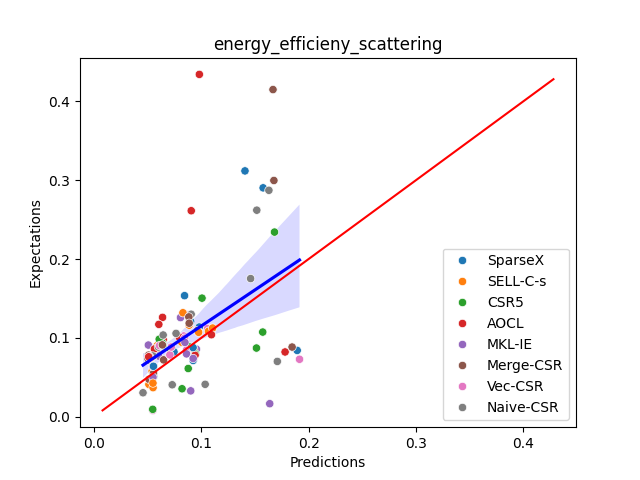 energy_efficieny_scattering
Expectations
0.4
0.3
0.2
0.1
0.0
SparseX
SELL-C-s
CSR5
AOCL
MKL-IE
Merge-CSR
Vec-CSR
Naive-CSR
0.0 0.1 0.2 0.3 0.4
Predictions